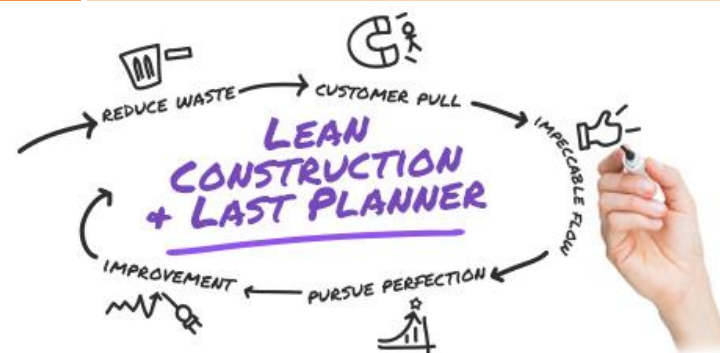 REDUCE WASTE
CUSTOMER PULL
IMPECCABLE FLOW
LEAN
CONSTRUCTION
+ LAST PLANNER
IMPROVEMENT
PURSUE PERFECTION